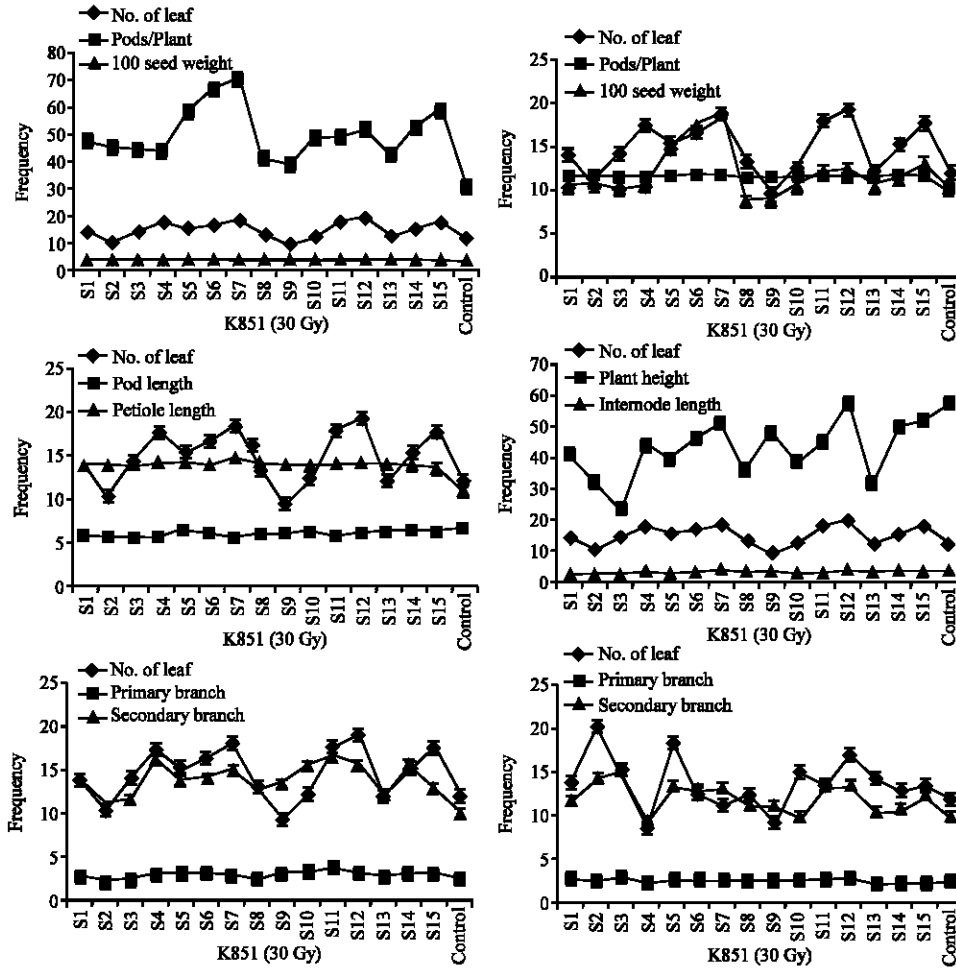 No. of leaf
Pods/Plant
100 seed weight
80
70
60
50
40
30
20
10
0
Frequency
S1 S2 S3 S4 S5 S6 S7 S8 S9 S10 S11 S12 S13 S14 S15 Control
K851 (30 Gy)
No. of leaf
Pods/Plant
100 seed weight
25
20
15
10
5
0
Frequency
S1 S2 S3 S4 S5 S6 S7 S8 S9 S10 S11 S12 S13 S14 S15 Control
K851 (30 Gy)
No. of leaf
Pod length
Petiole length
25
20
15
10
5
0
Frequency
S1 S2 S3 S4 S5 S6 S7 S8 S9 S10 S11 S12 S13 S14 S15 Control
K851 (30 Gy)
No. of leaf
Plant height
Internode length
70
60
50
40
30
20
10
0
Frequency
S1 S2 S3 S4 S5 S6 S7 S8 S9 S10 S11 S12 S13 S14 S15 Control
K851 (30 Gy)
No. of leaf
Primary branch
Secondary branch
25
20
15
10
5
0
Frequency
S1 S2 S3 S4 S5 S6 S7 S8 S9 S10 S11 S12 S13 S14 S15 Control
K851 (30 Gy)
No. of leaf
Primary branch
Secondary branch
25
20
15
10
5
0
Frequency
S1 S2 S3 S4 S5 S6 S7 S8 S9 S10 S11 S12 S13 S14 S15 Control
K851 (30 Gy)